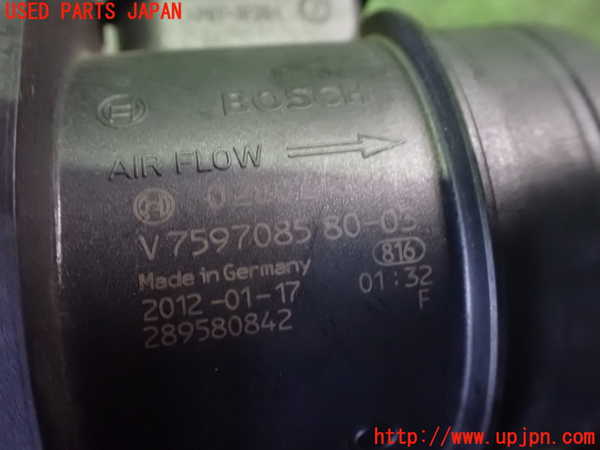 USED PARTS JAPAN
BOSCH
AIR FLOW
V 7597085 80-03
816
Made in Germany
2012-01-17
01:32
F
289580842
http://www.upjpn.com/